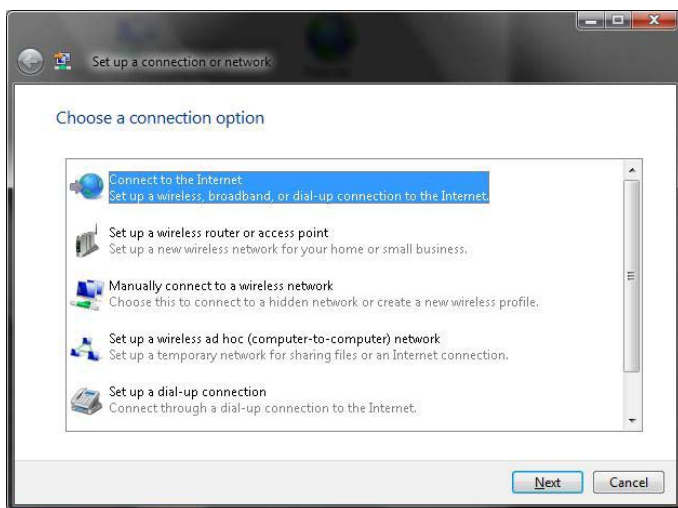 Set up a connection or network
Choose a connection option
Connect to the Internet
Set up a wireless, broadband, or dial-up connection to the Internet.
Set up a wireless router or access point
Set up a new wireless network for your home or small business.
Manually connect to a wireless network
Choose this to connect to a hidden network or create a new wireless profile.
Set up a wireless ad hoc (computer-to-computer) network
Set up a temporary network for sharing files or an Internet connection.
Set up a dial-up connection
Connect through a dial-up connection to the Internet.
Next Cancel